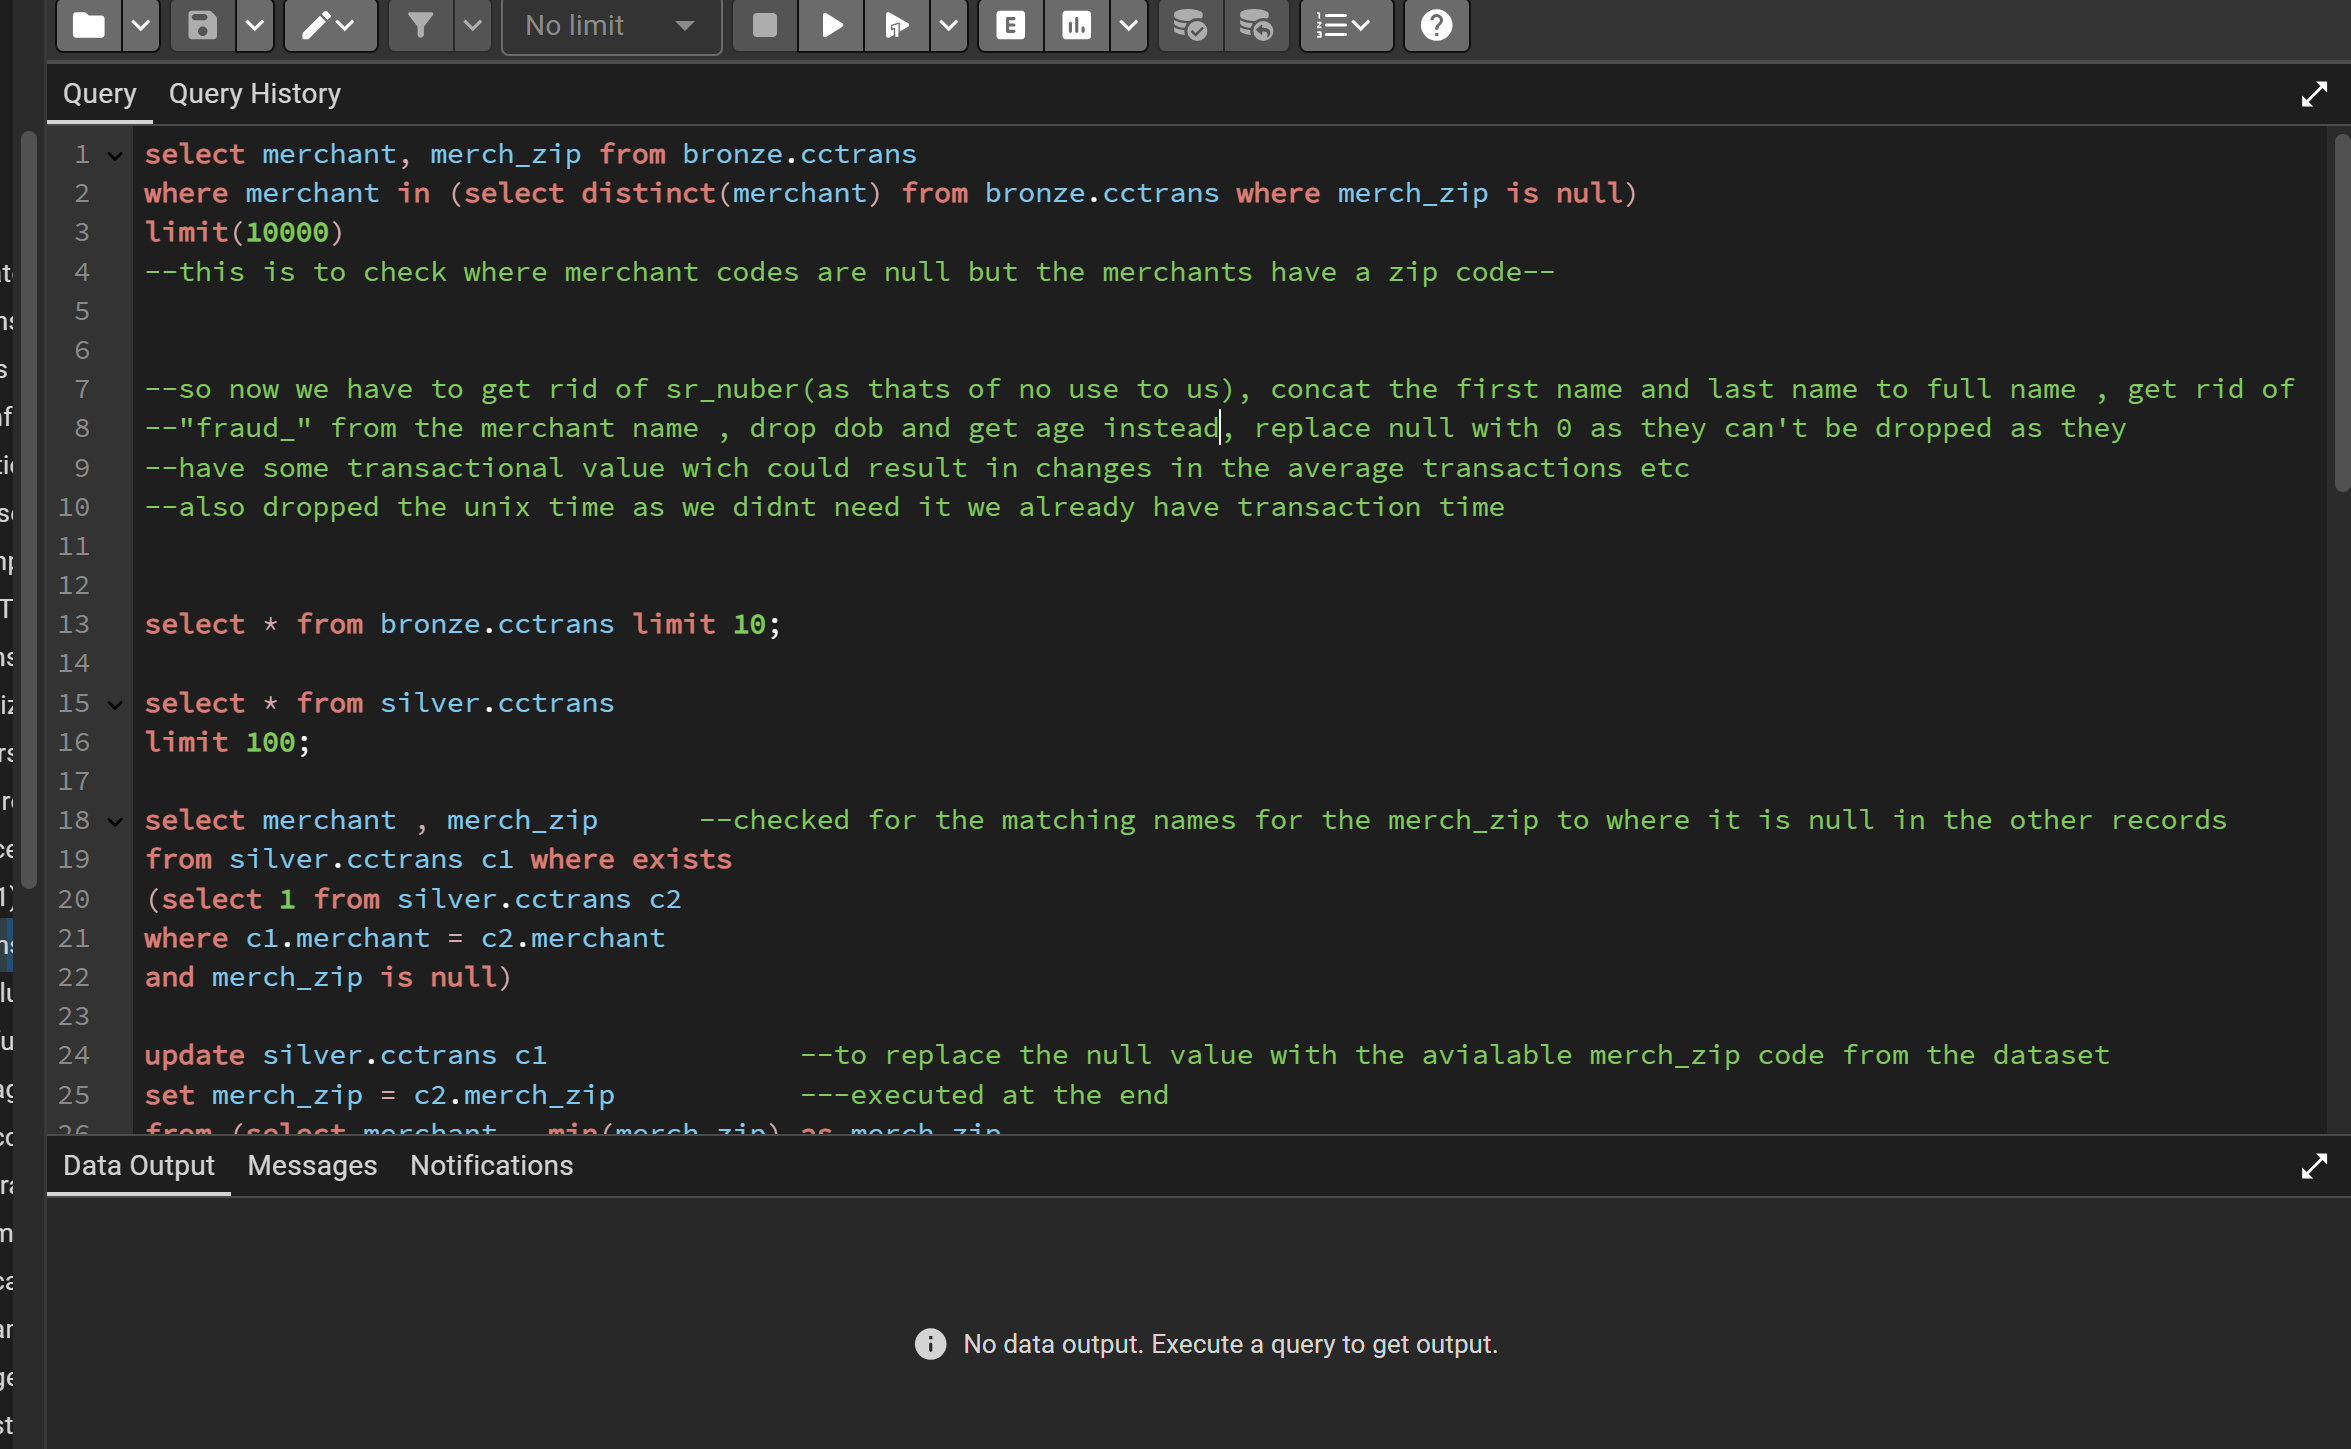 No limit
E
Query Query History
1 select merchant, merch_zip from bronze.cctrans
2 where merchant in (select distinct(merchant) from bronze.cctrans where merch_zip is null)
3 limit(10000)
4 --this is to check where merchant codes are null but the merchants have a zip code--
5
6
7 --so now we have to get rid of sr_nuber(as thats of no use to us), concat the first name and last name to full name , get rid of
8 --"fraud_" from the merchant name , drop dob and get age instead, replace null with 0 as they can't be dropped as they
9 --have some transactional value wich could result in changes in the average transactions etc
10 --also dropped the unix time as we didnt need it we already have transaction time
11
12
13 select * from bronze.cctrans limit 10;
14
15 select * from silver.cctrans
16 limit 100;
17
18 select merchant , merch_zip --checked for the matching names for the merch_zip to where it is null in the other records
19 from silver.cctrans c1 where exists
20 (select 1 from silver.cctrans c2
21 where c1.merchant = c2.merchant
22 and merch_zip is null)
23
24 update silver.cctrans c1 --to replace the null value with the avialable merch_zip code from the dataset
25 set merch_zip = c2.merch_zip ---executed at the end
26 from (select merchant min(merch_zip) as merch_zip
Data Output Messages Notifications
No data output. Execute a query to get output.